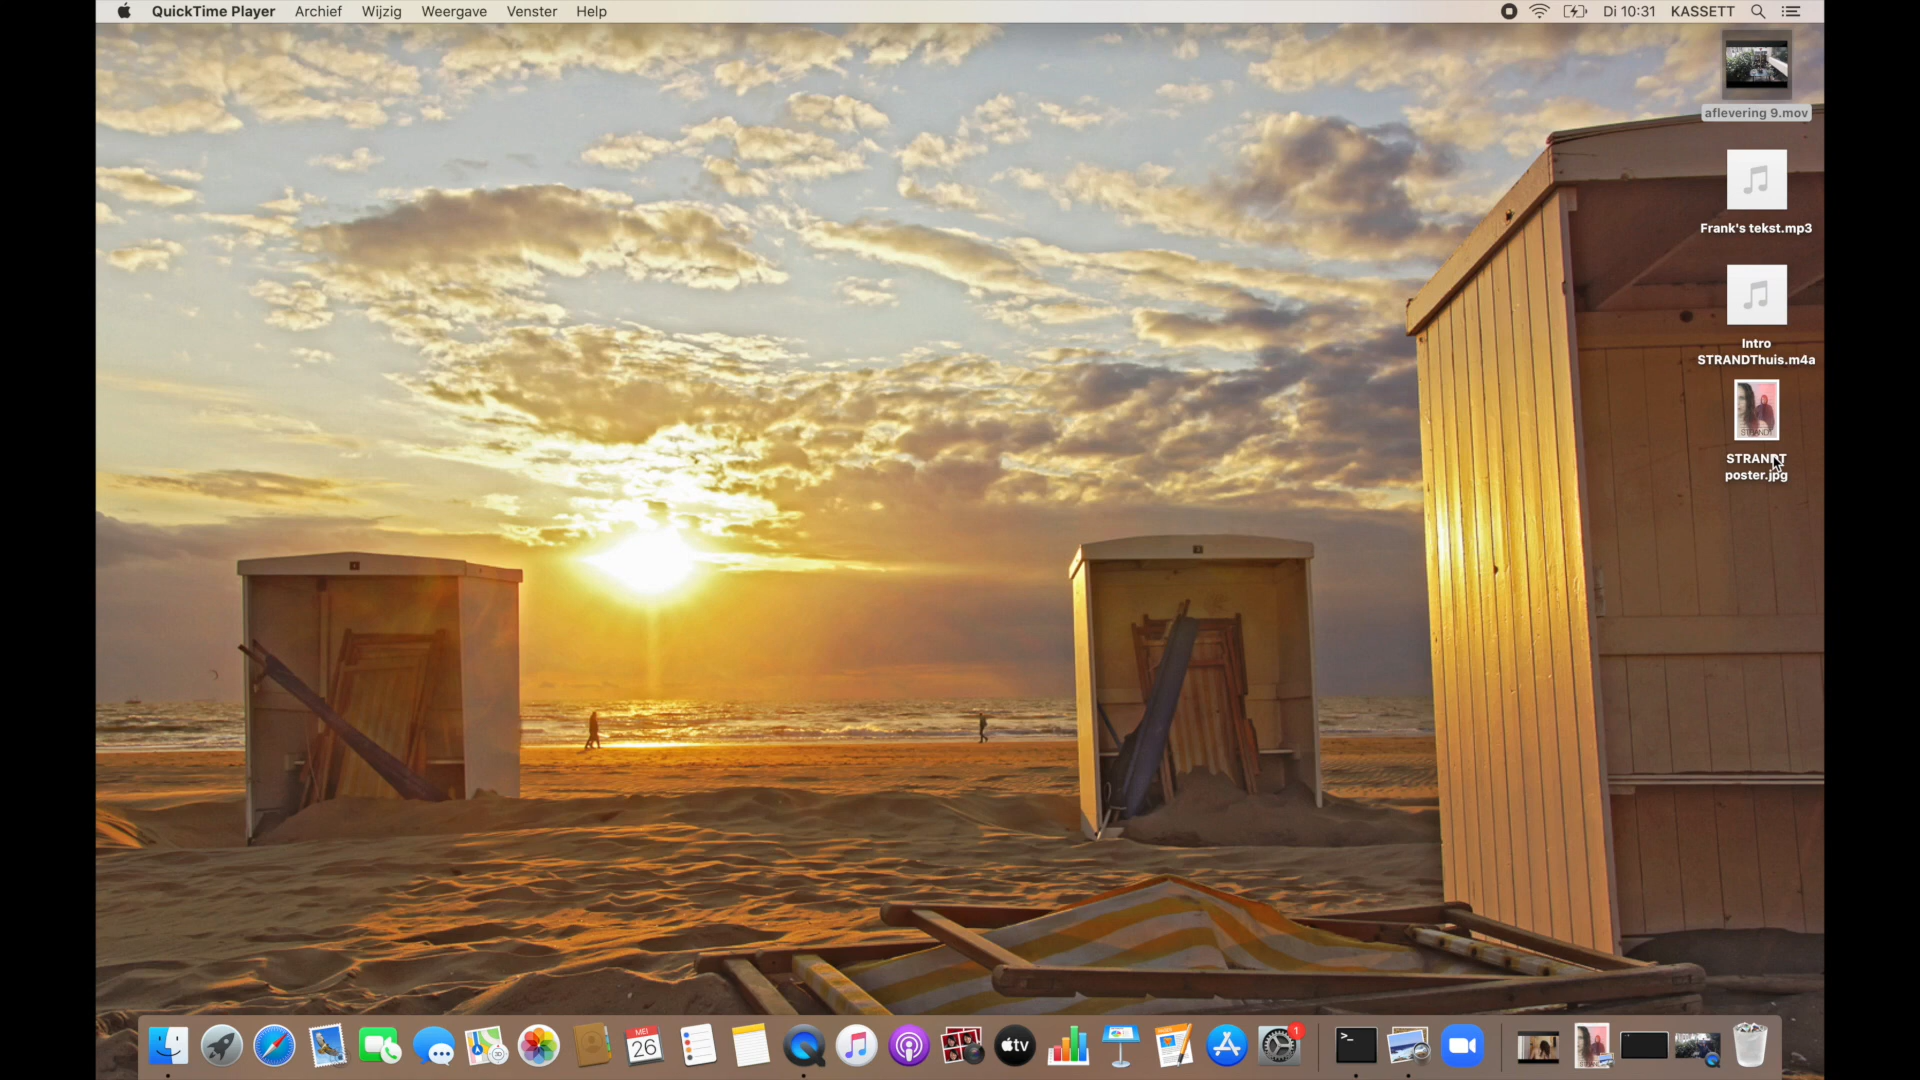 QuickTime Player Archief Wijzig Weergave Venster Help Di 10:31 KASSETT
aflevering 9.mov
Frank's tekst.mp3
Intro
STRANDThuis.m4a
STRANDT
poster.jpg
MEI
26
tv
1